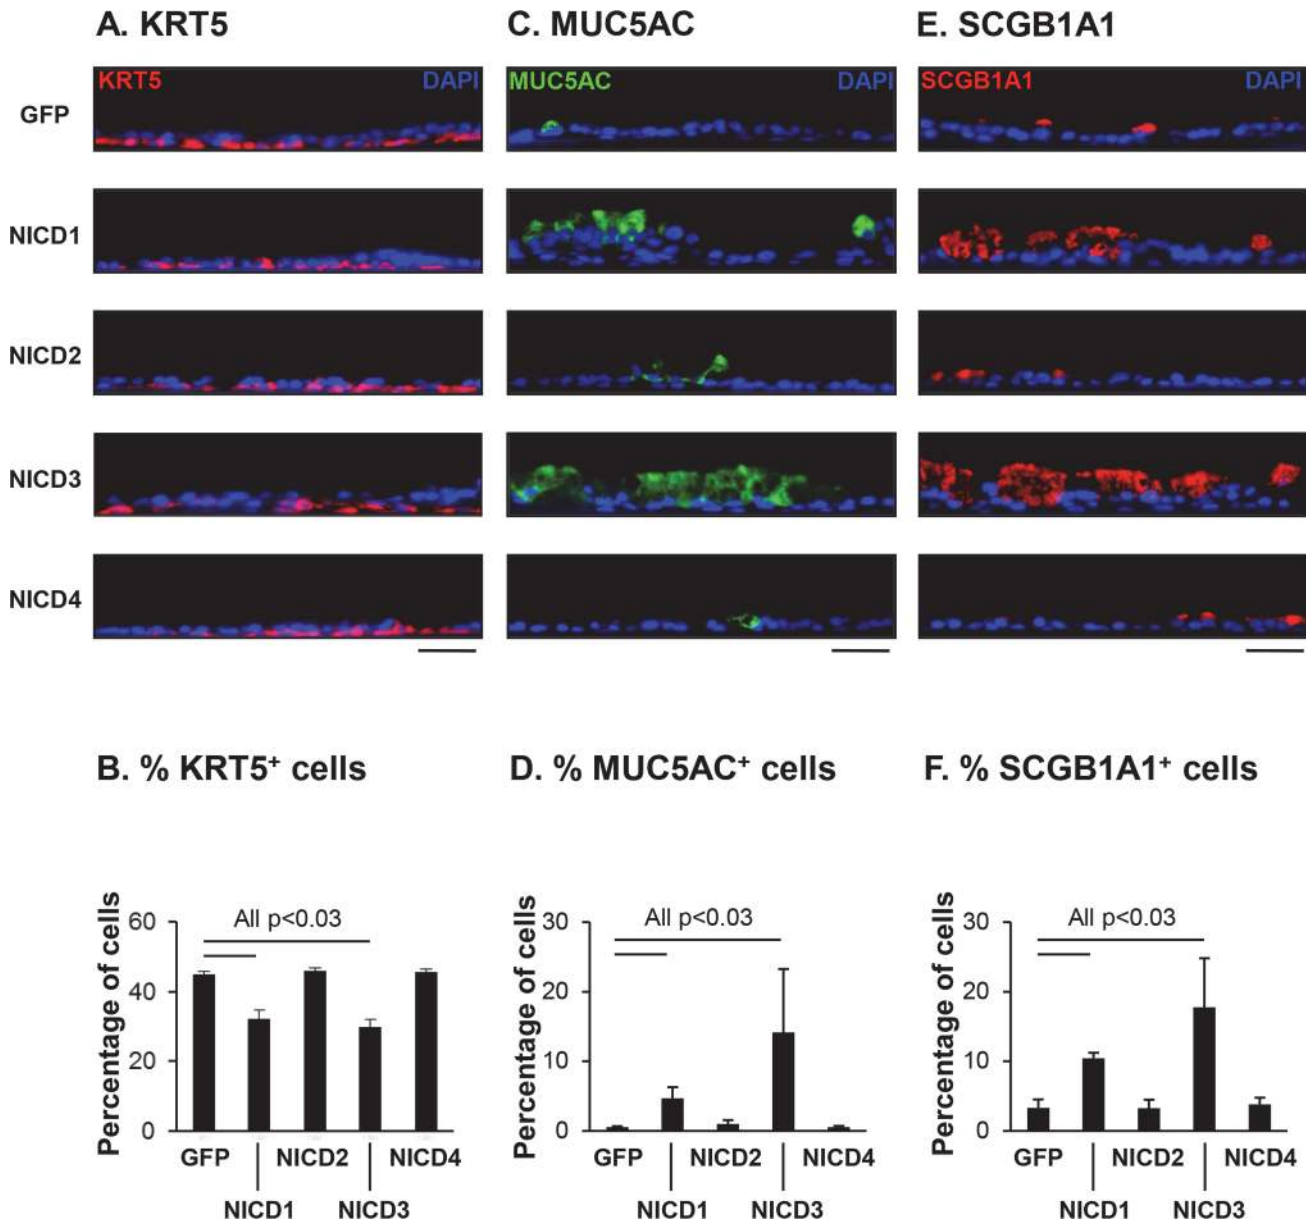 A. KRT5
C. MUC5AC
E. SCGB1A1
GFP
KRT5 DAPI
MUC5AC DAPI
SCGB1A1 DAPI
NICD1
NICD2
NICD3
NICD4
B. % KRT5⁺ cells
D. % MUC5AC⁺ cells
F. % SCGB1A1⁺ cells
Percentage of cells
60
40
20
0
All p<0.03
GFP NICD2 NICD4
NICD1 NICD3
Percentage of cells
30
20
10
0
All p<0.03
GFP NICD2 NICD4
NICD1 NICD3
Percentage of cells
30
20
10
0
All p<0.03
GFP NICD2 NICD4
NICD1 NICD3